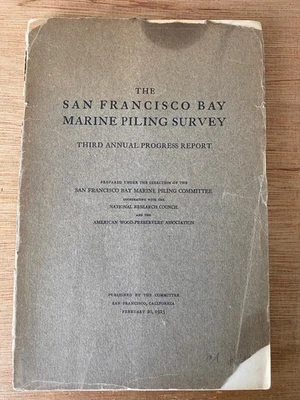 THE
SAN FRANCISCO BAY
MARINE PILING SURVEY
THIRD ANNUAL PROGRESS REPORT
PREPARED UNDER THE DIRECTION OF THE
SAN FRANCISCO BAY MARINE PILING COMMITTEE
COOPERATING WITH THE
NATIONAL RESEARCH COUNCIL
AND THE
AMERICAN WOOD-PRESERVERS' ASSOCIATION
PUBLISHED BY THE COMMITTEE
SAN FRANCISCO, CALIFORNIA
FEBRUARY 20, 1923